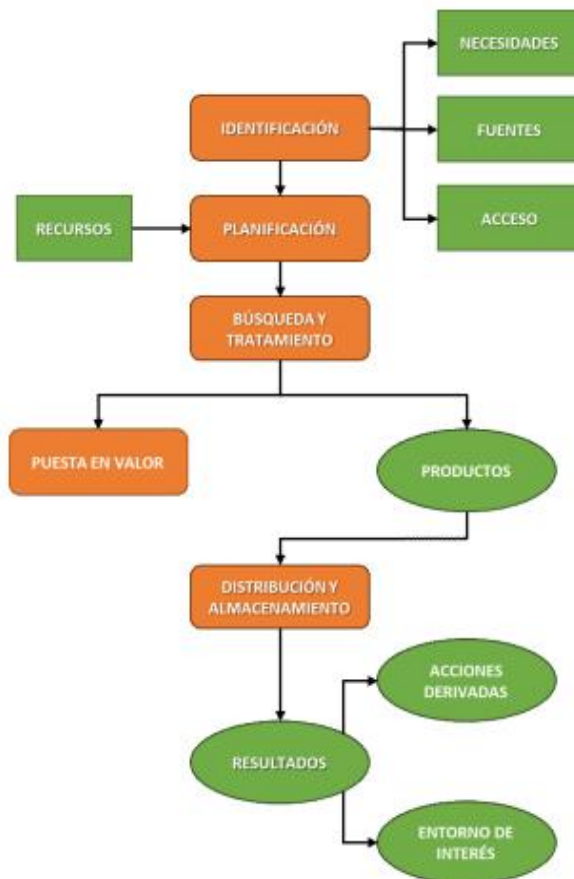 NECESIDADES
IDENTIFICACIÓN
FUENTES
ACCESO
RECURSOS
PLANIFICACIÓN
BÚSQUEDA Y
TRATAMIENTO
PUESTA EN VALOR
PRODUCTOS
DISTRIBUCIÓN Y
ALMACENAMIENTO
ACCIONES
DERIVADAS
RESULTADOS
ENTORNO DE
INTERÉS